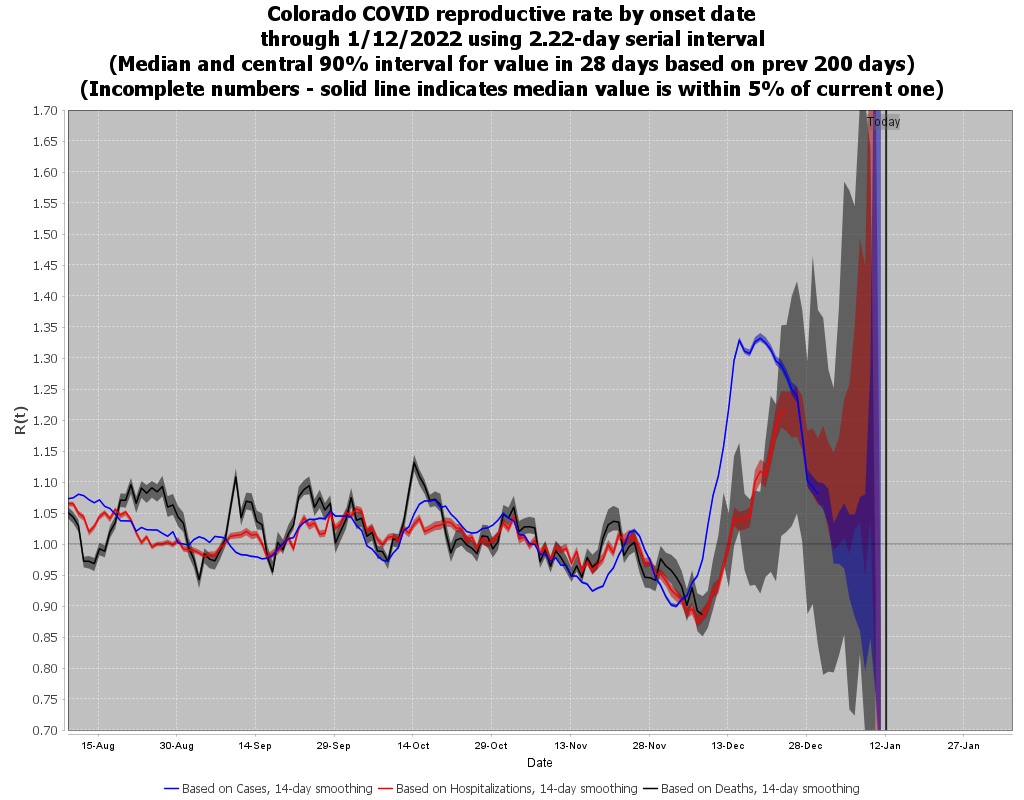 Colorado COVID reproductive rate by onset date
through 1/12/2022 using 2.22-day serial interval
(Median and central 90% interval for value in 28 days based on prev 200 days)
(Incomplete numbers - solid line indicates median value is within 5% of current one)
Today
1.70
1.65
1.60
1.55
1.50
1.45
1.40
1.35
1.30
1.25
1.20
1.15
1.10
1.05
1.00
0.95
0.90
0.85
0.80
0.75
0.70
R(t)
15-Aug 30-Aug 14-Sep 29-Sep 14-Oct 29-Oct 13-Nov 28-Nov 13-Dec 28-Dec 12-Jan 27-Jan
Date
Based on Cases, 14-day smoothing Based on Hospitalizations, 14-day smoothing Based on Deaths, 14-day smoothing